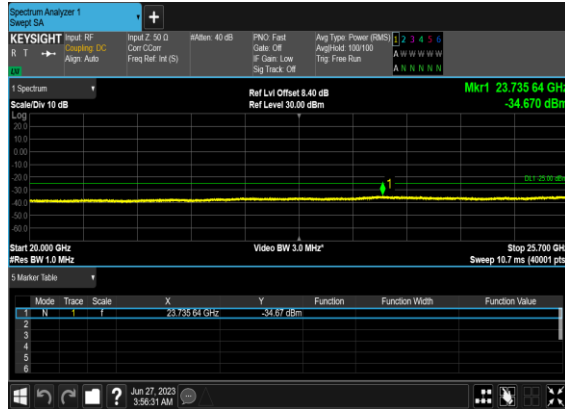 Spectrum Analyzer 1
Swept SA
+
KEYSIGHT Input: RF Input Z: 50 Ω #Atten: 40 dB PNO: Fast Avg Type: Power (RMS) 1 2 3 4 5 6
R T Coupling: DC Corr CCorr Gate: Off Avg|Hold: 100/100 A W W W W W
Align: Auto Freq Ref: Int (S) IF Gain: Low Trig: Free Run
Sig Track: Off A N N N N N
1 Spectrum
Ref Lvl Offset 8.40 dB Mkr1 23.735 64 GHz
Scale/Div 10 dB Ref Level 30.00 dBm -34.670 dBm
Log
20.0
10.0
0.00
-10.0
-20.0
1
DL1 -25.00 dBm
-30.0
-40.0
-50.0
-60.0
Start 20.000 GHz Video BW 3.0 MHz* Stop 25.700 GHz
#Res BW 1.0 MHz Sweep 10.7 ms (40001 pts)
5 Marker Table
Mode Trace Scale X Y Function Function Width Function Value
1 N 1 f 23.735 64 GHz -34.67 dBm
2
3
4
5
6
? Jun 27, 2023
3:56:31 AM